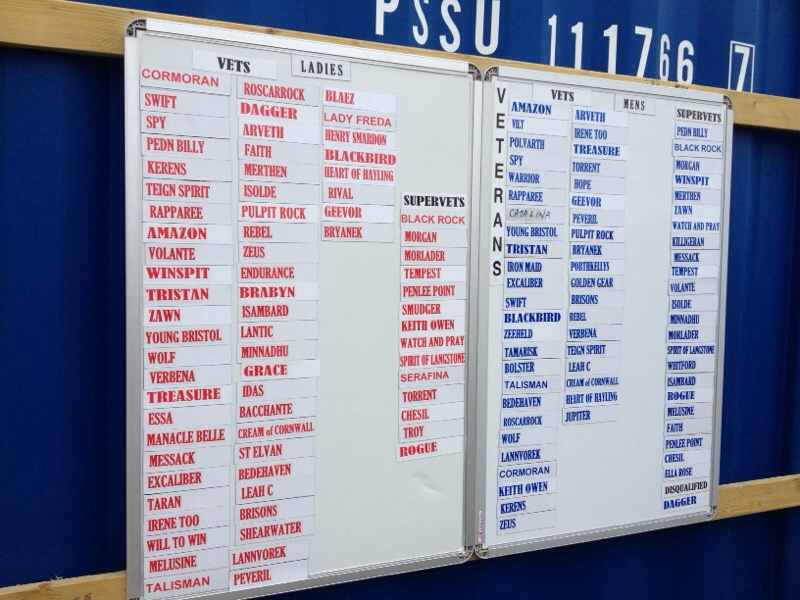 PSSU 111766 7
VETS LADIES
CORMORAN
SWIFT
SPY
PEDN BILLY
KERENS
TEIGN SPIRIT
RAPPAREE
AMAZON
VOLANTE
WINSPIT
TRISTAN
ZAWN
YOUNG BRISTOL
WOLF
VERBENA
TREASURE
ESSA
MANACLE BELLE
MESSACK
EXCALIBER
TARAN
IRENE TOO
WILL TO WIN
MELUSINE
TALISMAN
ROSCARROCK
DAGGER
ARVETH
FAITH
MERTHEN
ISOLDE
PULPIT ROCK
REBEL
ZEUS
ENDURANCE
BRABYN
ISAMBARD
LANTIC
MINNADHU
GRACE
IDAS
BACCHANTE
CREAM of CORNWALL
ST ELVAN
BEDEHAVEN
LEAH C
BRISONS
SHEARWATER
LANNVOREK
PEVERIL
BLAEZ
LADY FREDA
HENRY SMARDON
BLACKBIRD
HEART OF HAYLING
RIVAL
GEEVOR
BRYANEK
SUPERVETS
BLACK ROCK
MORGAN
MORLADER
TEMPEST
PENLEE POINT
SMUDGER
KEITH OWEN
WATCH AND PRAY
SPIRIT OF LANGSTONE
SERAFINA
TORRENT
CHESIL
TROY
ROGUE
VETERANS
VETS MENS
AMAZON
VILT
POLVARTH
SPY
WARRIOR
RAPPAREE
CATALINA
YOUNG BRISTOL
TRISTAN
IRON MAID
EXCALIBER
SWIFT
BLACKBIRD
ZEEHELD
TAMARISK
BOLSTER
TALISMAN
BEDEHAVEN
ROSCARROCK
WOLF
LANNVOREK
CORMORAN
KEITH OWEN
KERENS
ZEUS
ARVETH
IRENE TOO
TREASURE
TORRENT
HOPE
GEEVOR
PEVERIL
PULPIT ROCK
BRYANEK
PORTHKELLYS
GOLDEN GEAR
BRISONS
REBEL
VERBENA
TEIGN SPIRIT
LEAH C
CREAM of CORNWALL
HEART OF HAYLING
JUPITER
SUPERVETS
PEDN BILLY
BLACK ROCK
MORGAN
WINSPIT
MERTHEN
ZAWN
WATCH AND PRAY
KILLIGERAN
MESSACK
TEMPEST
VOLANTE
ISOLDE
MINNADHU
MORLADER
SPIRIT OF LANGSTONE
WHITFORD
ISAMBARD
ROGUE
MELUSINE
FAITH
PENLEE POINT
CHESIL
ELLA ROSE
DISQUALIFIED
DAGGER